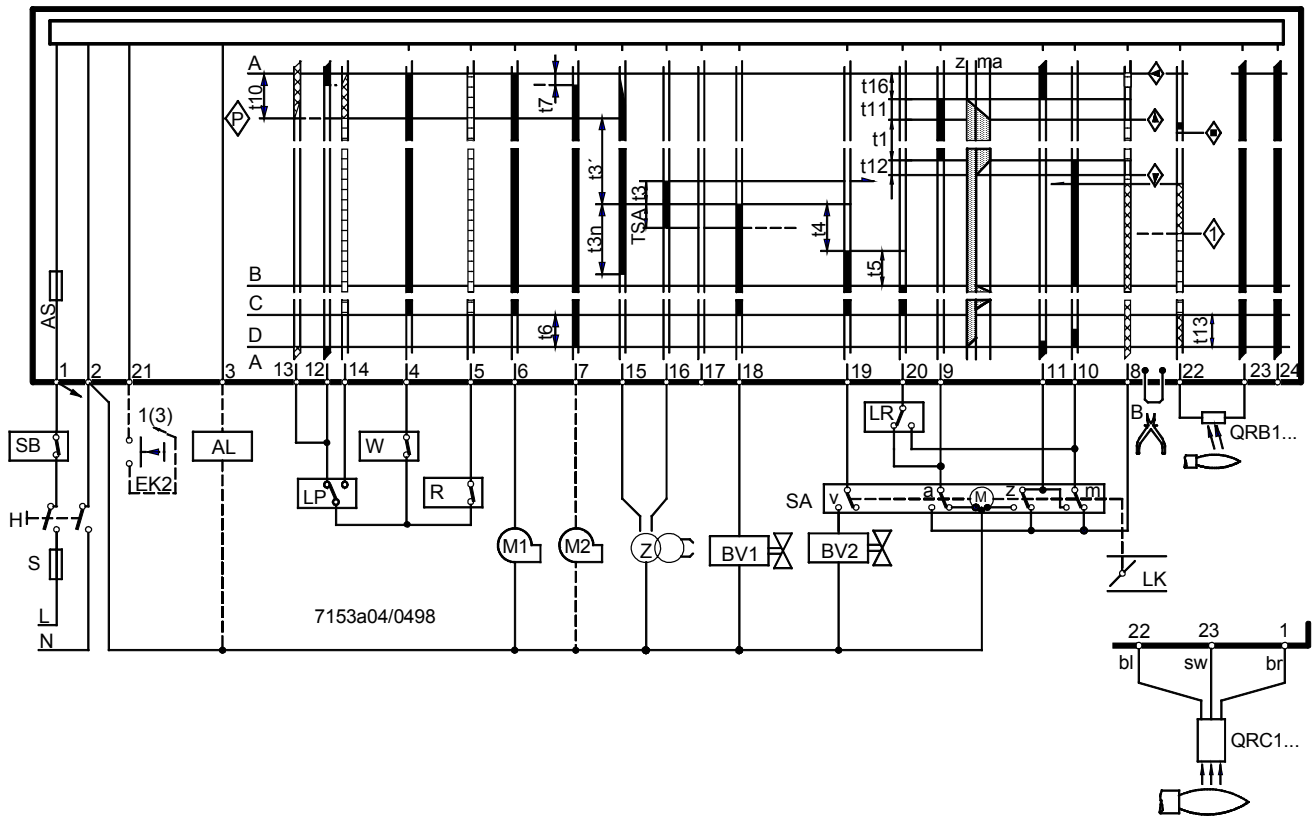 A
z ma
t10
t7
t16
P
t11
t1
t12
t3´
t3n
TSA
t3
t4
t5
1
B
C
D
A
t6
t13
AS
1 2 21 3 13 12 14 4 5 6 7 15 16 17 18 19 20 9 11 10 8 22 23 24
SB
1(3)
EK2
AL
LP
W
R
LR
B
QRB1...
SA
v
a
M
z
m
H
S
M1
M2
Z
BV1
BV2
LK
L
N
7153a04/0498
22 23 1
bl sw br
QRC1...